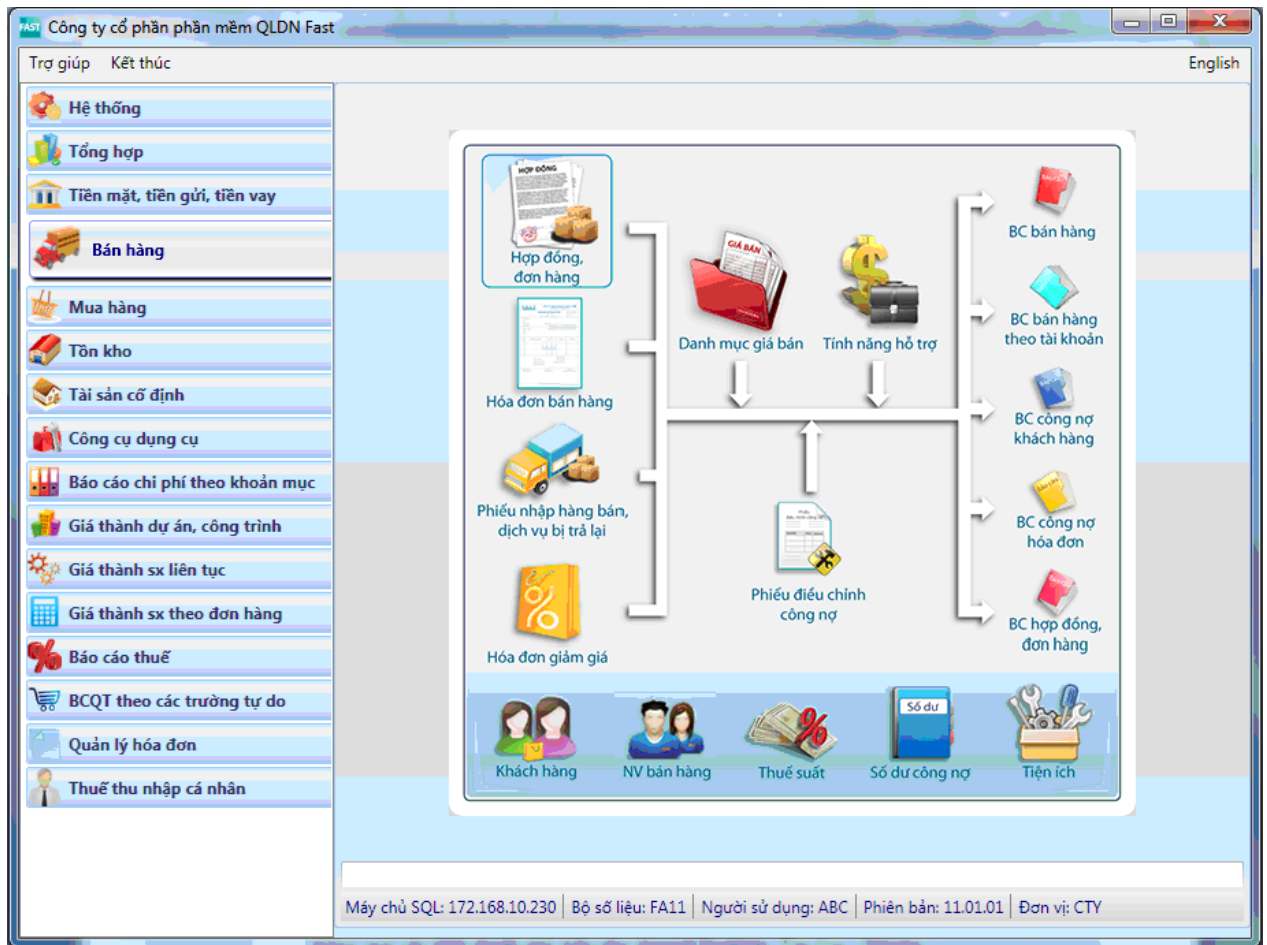 FAST Công ty cổ phần phần mềm QLDN Fast
Trợ giúp Kết thúc English
Hệ thống
Tổng hợp
Tiền mặt, tiền gửi, tiền vay
Bán hàng
Mua hàng
Tồn kho
Tài sản cố định
Công cụ dụng cụ
Báo cáo chi phí theo khoản mục
Giá thành dự án, công trình
Giá thành sx liên tục
Giá thành sx theo đơn hàng
Báo cáo thuế
BCQT theo các trường tự do
Quản lý hóa đơn
Thuế thu nhập cá nhân
HỢP ĐỒNG
Hợp đồng,
đơn hàng
Hóa đơn bán hàng
Phiếu nhập hàng bán,
dịch vụ bị trả lại
Hóa đơn giảm giá
GIÁ BÁN
Danh mục giá bán
Tính năng hỗ trợ
Phiếu điều chỉnh
công nợ
BC bán hàng
BC bán hàng
theo tài khoản
BC công nợ
khách hàng
BC công nợ
hóa đơn
BC hợp đồng,
đơn hàng
Khách hàng
NV bán hàng
Thuế suất
Số dư
Số dư công nợ
Tiện ích
Máy chủ SQL: 172.168.10.230 Bộ số liệu: FA11 Người sử dụng: ABC Phiên bản: 11.01.01 Đơn vị: CTY